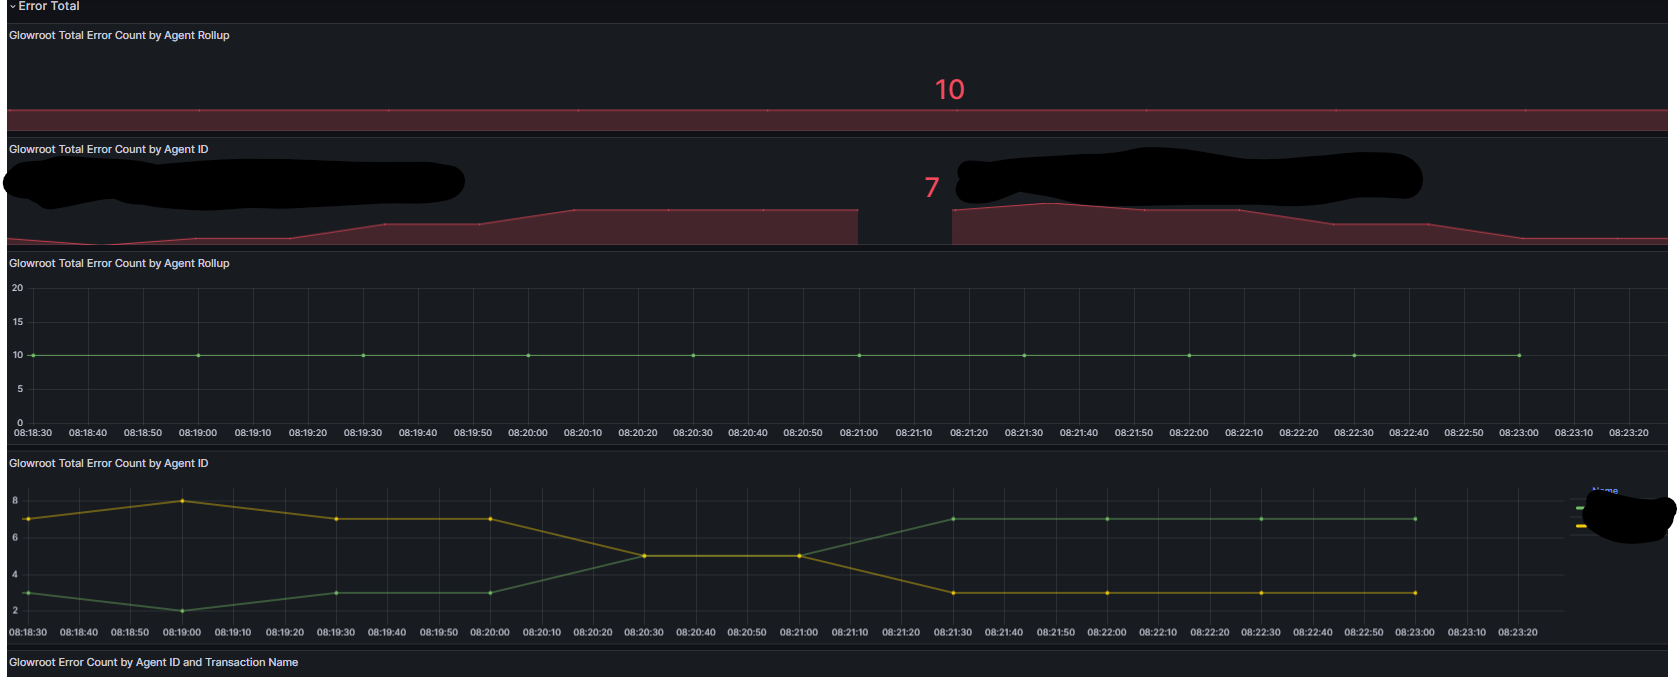 Error Total
Glowroot Total Error Count by Agent Rollup
10
Glowroot Total Error Count by Agent ID
7
Glowroot Total Error Count by Agent Rollup
20
15
10
5
0
08:18:30 08:18:40 08:18:50 08:19:00 08:19:10 08:19:20 08:19:30 08:19:40 08:19:50 08:20:00 08:20:10 08:20:20 08:20:30 08:20:40 08:20:50 08:21:00 08:21:10 08:21:20 08:21:30 08:21:40 08:21:50 08:22:00 08:22:10 08:22:20 08:22:30 08:22:40 08:22:50 08:23:00 08:23:10 08:23:20
Glowroot Total Error Count by Agent ID
Name
8
6
4
2
08:18:30 08:18:40 08:18:50 08:19:00 08:19:10 08:19:20 08:19:30 08:19:40 08:19:50 08:20:00 08:20:10 08:20:20 08:20:30 08:20:40 08:20:50 08:21:00 08:21:10 08:21:20 08:21:30 08:21:40 08:21:50 08:22:00 08:22:10 08:22:20 08:22:30 08:22:40 08:22:50 08:23:00 08:23:10 08:23:20
Glowroot Error Count by Agent ID and Transaction Name